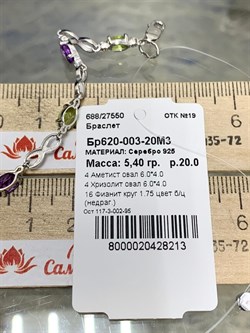 688/27550 ОТК №19
Браслет
Бр620-003-20М3
МАТЕРИАЛ: Серебро 925
Масса: 5,40 гр. р.20.0
4 Аметист овал 6.0*4.0
4 Хризолит овал 6.0*4.0
16 Фианит круг 1.75 цвет б/ц
(недраг.)
Ост 117-3-002-95
8000020428213